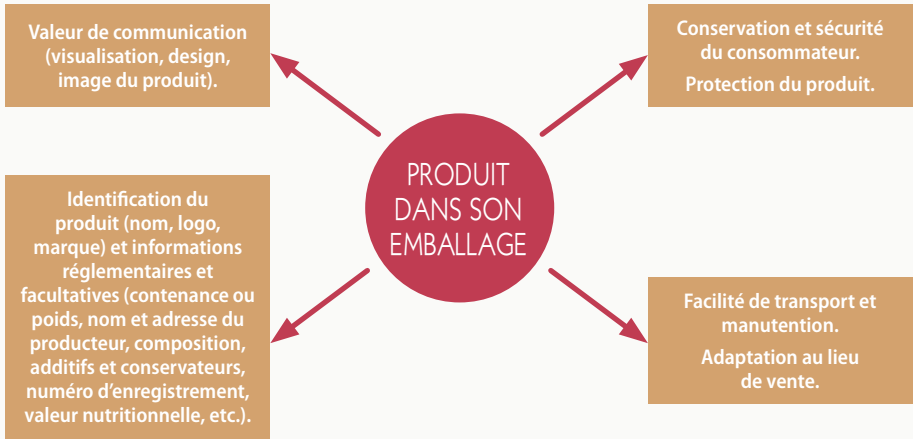 Valeur de communication
(visualisation, design,
image du produit).
Conservation et sécurité
du consommateur.
Protection du produit.
PRODUIT
DANS SON
EMBALLAGE
Identification du
produit (nom, logo,
marque) et informations
réglementaires et
facultatives (contenance ou
poids, nom et adresse du
producteur, composition,
additifs et conservateurs,
numéro d'enregistrement,
valeur nutritionnelle, etc.).
Facilité de transport et
manutention.
Adaptation au lieu
de vente.